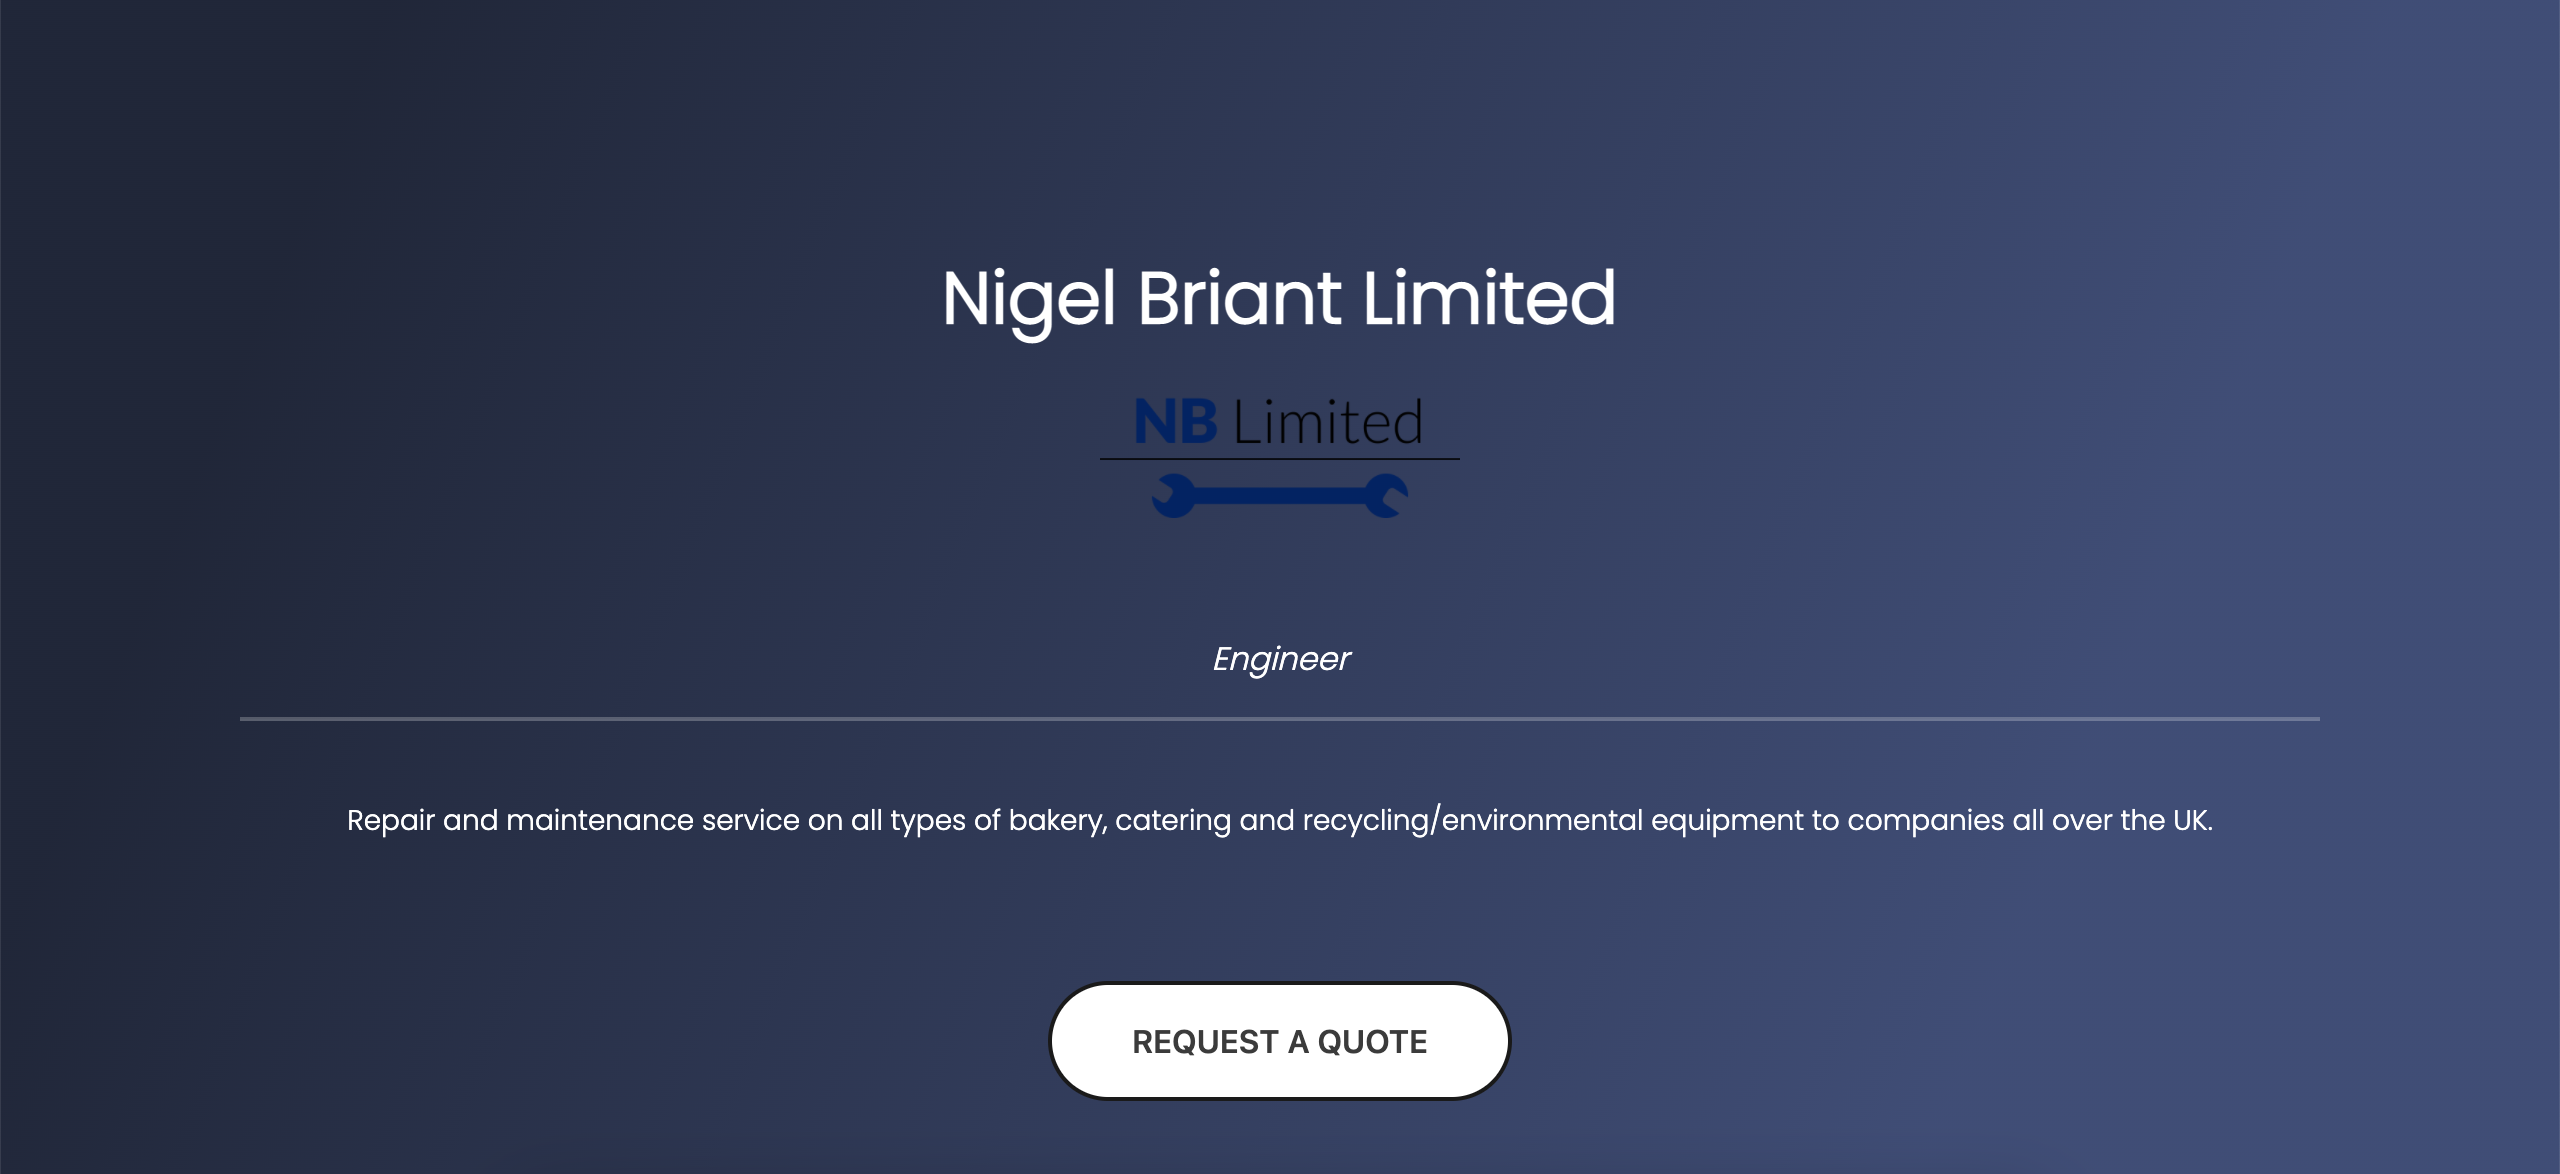 Nigel Briant Limited
NB Limited
Engineer
Repair and maintenance service on all types of bakery, catering and recycling/environmental equipment to companies all over the UK.
REQUEST A QUOTE